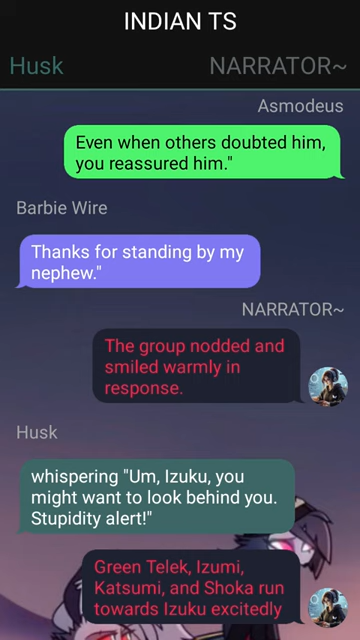 INDIAN TS
Husk
NARRATOR~
Asmodeus
Even when others doubted him,
you reassured him."
Barbie Wire
Thanks for standing by my
nephew."
NARRATOR~
The group nodded and
smiled warmly in
response.
Husk
whispering "Um, Izuku, you
might want to look behind you.
Stupidity alert!"
Green Telek, Izumi,
Katsumi, and Shoka run
towards Izuku excitedly